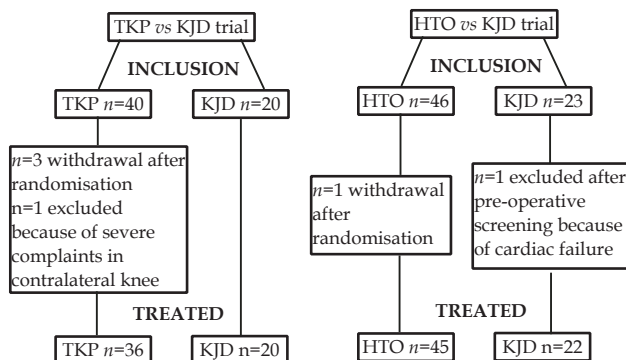 TKP vs KJD trial
INCLUSION
TKP n=40
KJD n=20
n=3 withdrawal after
randomisation
n=1 excluded
because of severe
complaints in
contralateral knee
TREATED
TKP n=36
KJD n=20
HTO vs KJD trial
INCLUSION
HTO n=46
KJD n=23
n=1 withdrawal
after
randomisation
n=1 excluded after
pre-operative
screening because
of cardiac failure
TREATED
HTO n=45
KJD n=22